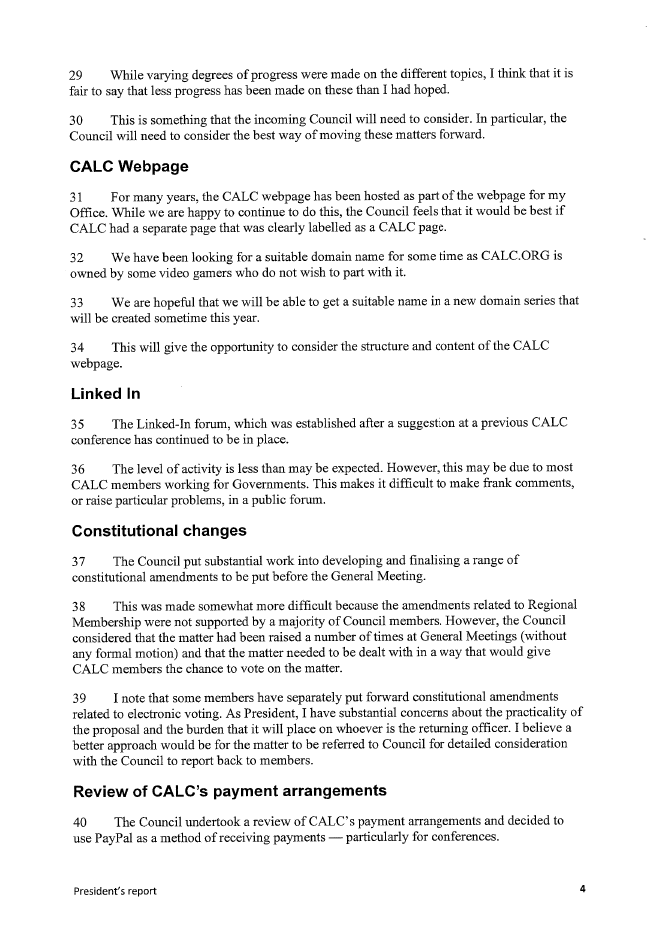 29 While varying degrees of progress were made on the different topics, I think that it is
fair to say that less progress has been made on these than I had hoped.
30 This is something that the incoming Council will need to consider. In particular, the
Council will need to consider the best way of moving these matters forward.
CALC Webpage
31 For many years, the CALC webpage has been hosted as part of the webpage for my
Office. While we are happy to continue to do this, the Council feels that it would be best if
CALC had a separate page that was clearly labelled as a CALC page.
32 We have been looking for a suitable domain name for some time as CALC.ORG is
owned by some video gamers who do not wish to part with it.
33 We are hopeful that we will be able to get a suitable name in a new domain series that
will be created sometime this year.
34 This will give the opportunity to consider the structure and content of the CALC
webpage.
Linked In
35 The Linked-In forum, which was established after a suggestion at a previous CALC
conference has continued to be in place.
36 The level of activity is less than may be expected. However, this may be due to most
CALC members working for Governments. This makes it difficult to make frank comments,
or raise particular problems, in a public forum.
Constitutional changes
37 The Council put substantial work into developing and finalising a range of
constitutional amendments to be put before the General Meeting.
38 This was made somewhat more difficult because the amendments related to Regional
Membership were not supported by a majority of Council members. However, the Council
considered that the matter had been raised a number of times at General Meetings (without
any formal motion) and that the matter needed to be dealt with in a way that would give
CALC members the chance to vote on the matter.
39 I note that some members have separately put forward constitutional amendments
related to electronic voting. As President, I have substantial concerns about the practicality of
the proposal and the burden that it will place on whoever is the returning officer. I believe a
better approach would be for the matter to be referred to Council for detailed consideration
with the Council to report back to members.
Review of CALC's payment arrangements
40 The Council undertook a review of CALC's payment arrangements and decided to
use PayPal as a method of receiving payments — particularly for conferences.
President's report 4